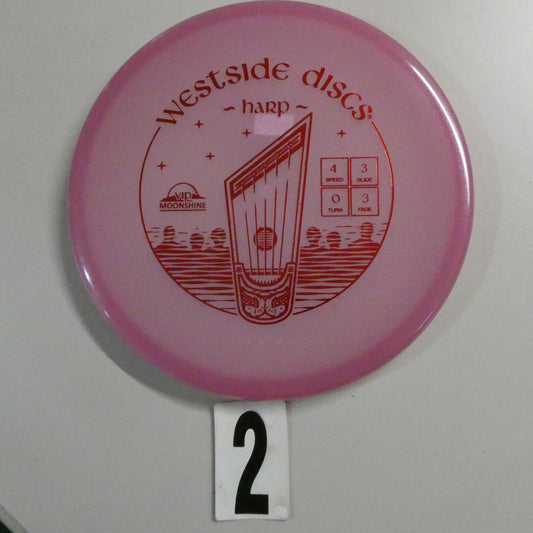 westside discs
~ harp ~
4 3
SPEED GLIDE
0 3
TURN FADE
VIP
MOONSHINE
2